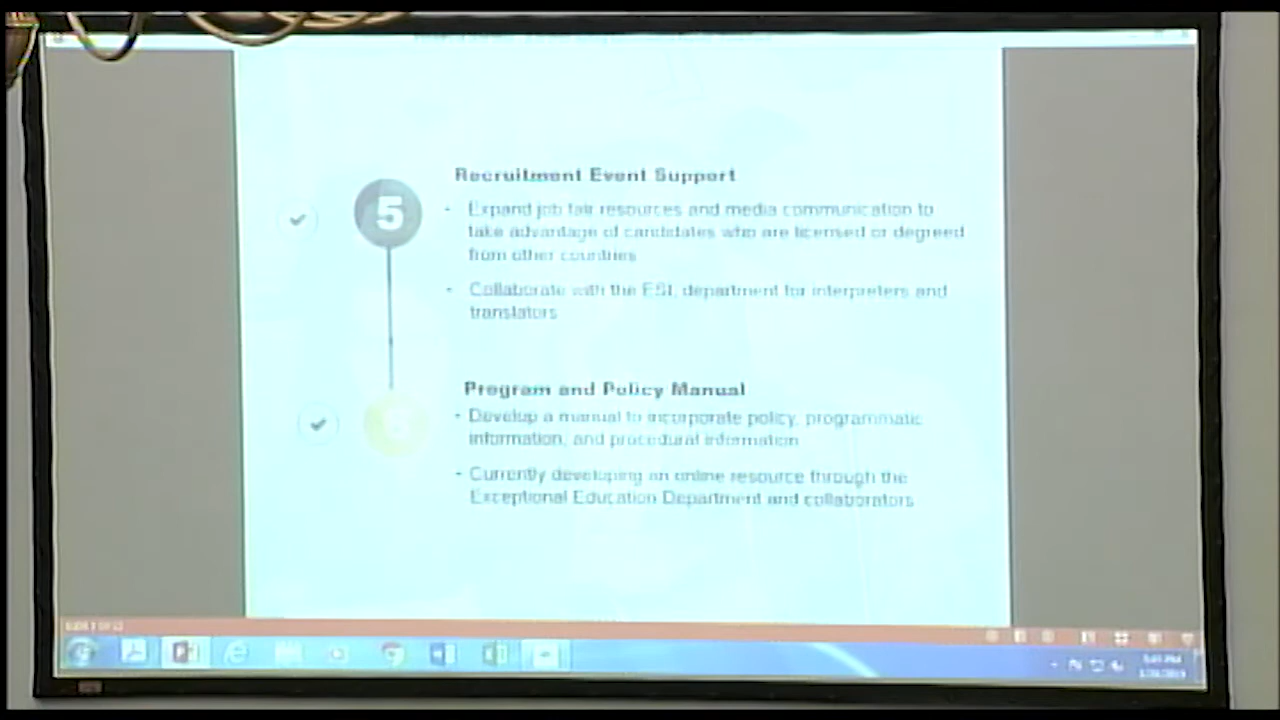 Recruitment Event Support
5
- Expand job fair resources and media communication to
take advantage of candidates who are licensed or degreed
from other countries
- Collaborate with the ESL department for interpreters and
translators
Program and Policy Manual
- Develop a manual to incorporate policy, programmatic
information, and procedural information
- Currently developing an online resource through the
Exceptional Education Department and collaborators